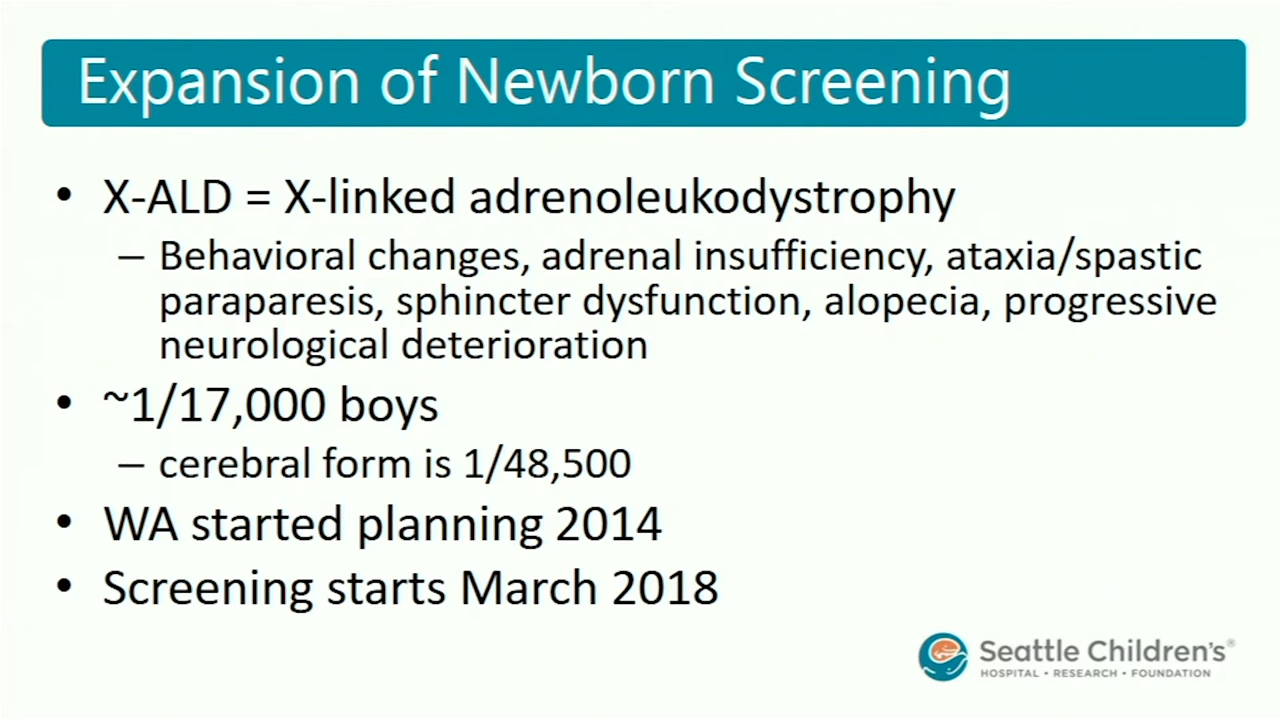 Expansion of Newborn Screening
• X-ALD = X-linked adrenoleukodystrophy
– Behavioral changes, adrenal insufficiency, ataxia/spastic
paraparesis, sphincter dysfunction, alopecia, progressive
neurological deterioration
• ~1/17,000 boys
– cerebral form is 1/48,500
• WA started planning 2014
• Screening starts March 2018
Seattle Children's®
HOSPITAL • RESEARCH • FOUNDATION